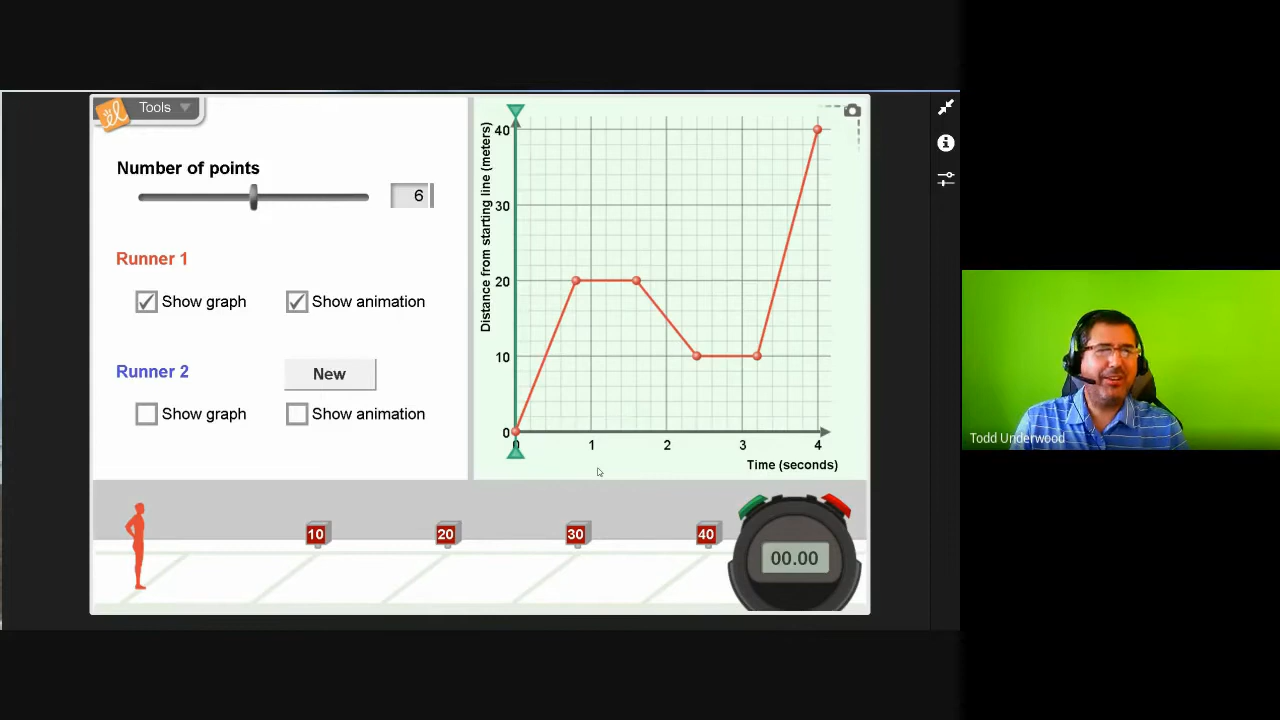 Tools
Number of points
6
Runner 1
Show graph
Show animation
Runner 2
New
Show graph
Show animation
Distance from starting line (meters)
40
30
20
10
0
0
1
2
3
4
Time (seconds)
10
20
30
40
00.00
Todd Underwood